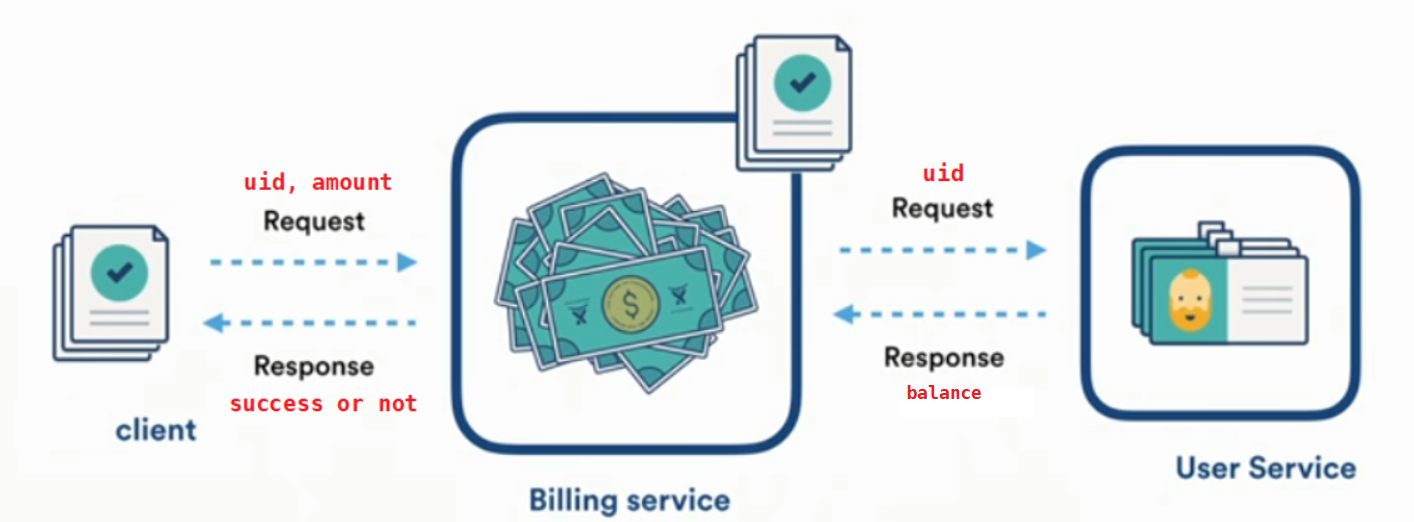 uid, amount
Request
Response
success or not
client
$
Billing service
uid
Request
Response
balance
User Service